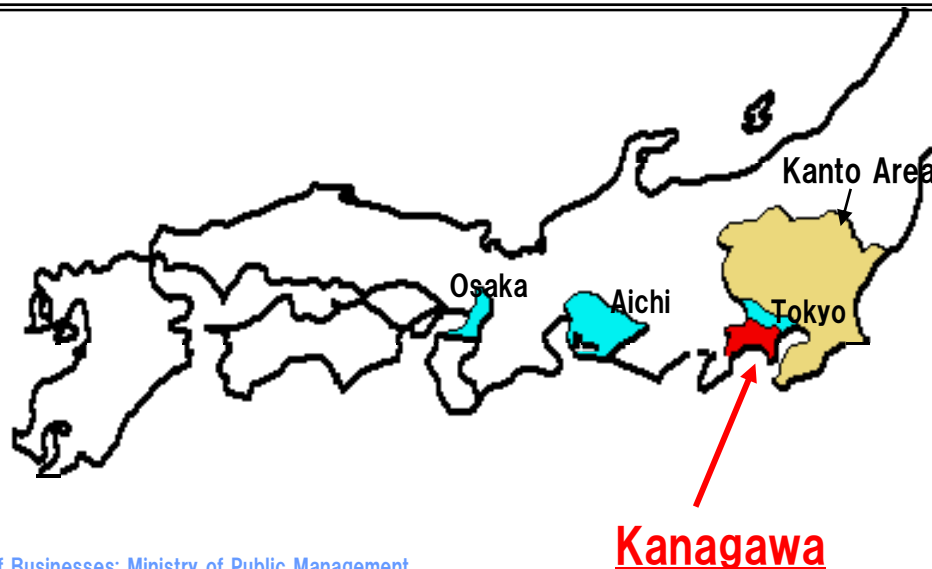 Kanto Area
Osaka
Aichi
Tokyo
Kanagawa
f Businesses: Ministry of Public Management